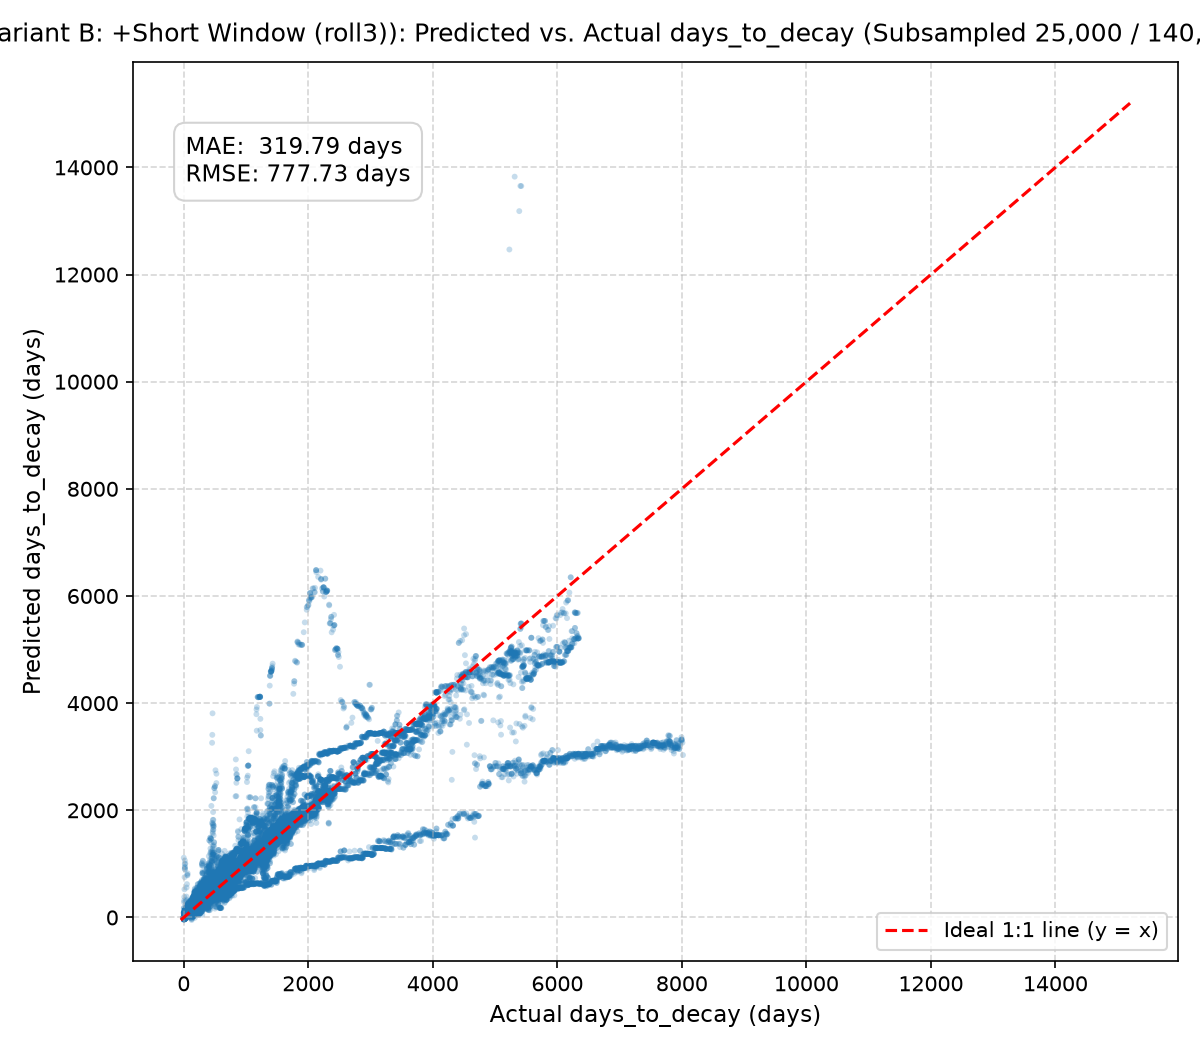 ariant B: +Short Window (roll3)): Predicted vs. Actual days_to_decay (Subsampled 25,000 / 140,
MAE:  319.79 days
RMSE: 777.73 days
Predicted days_to_decay (days)
14000
12000
10000
8000
6000
4000
2000
0
Ideal 1:1 line (y = x)
0 2000 4000 6000 8000 10000 12000 14000
Actual days_to_decay (days)